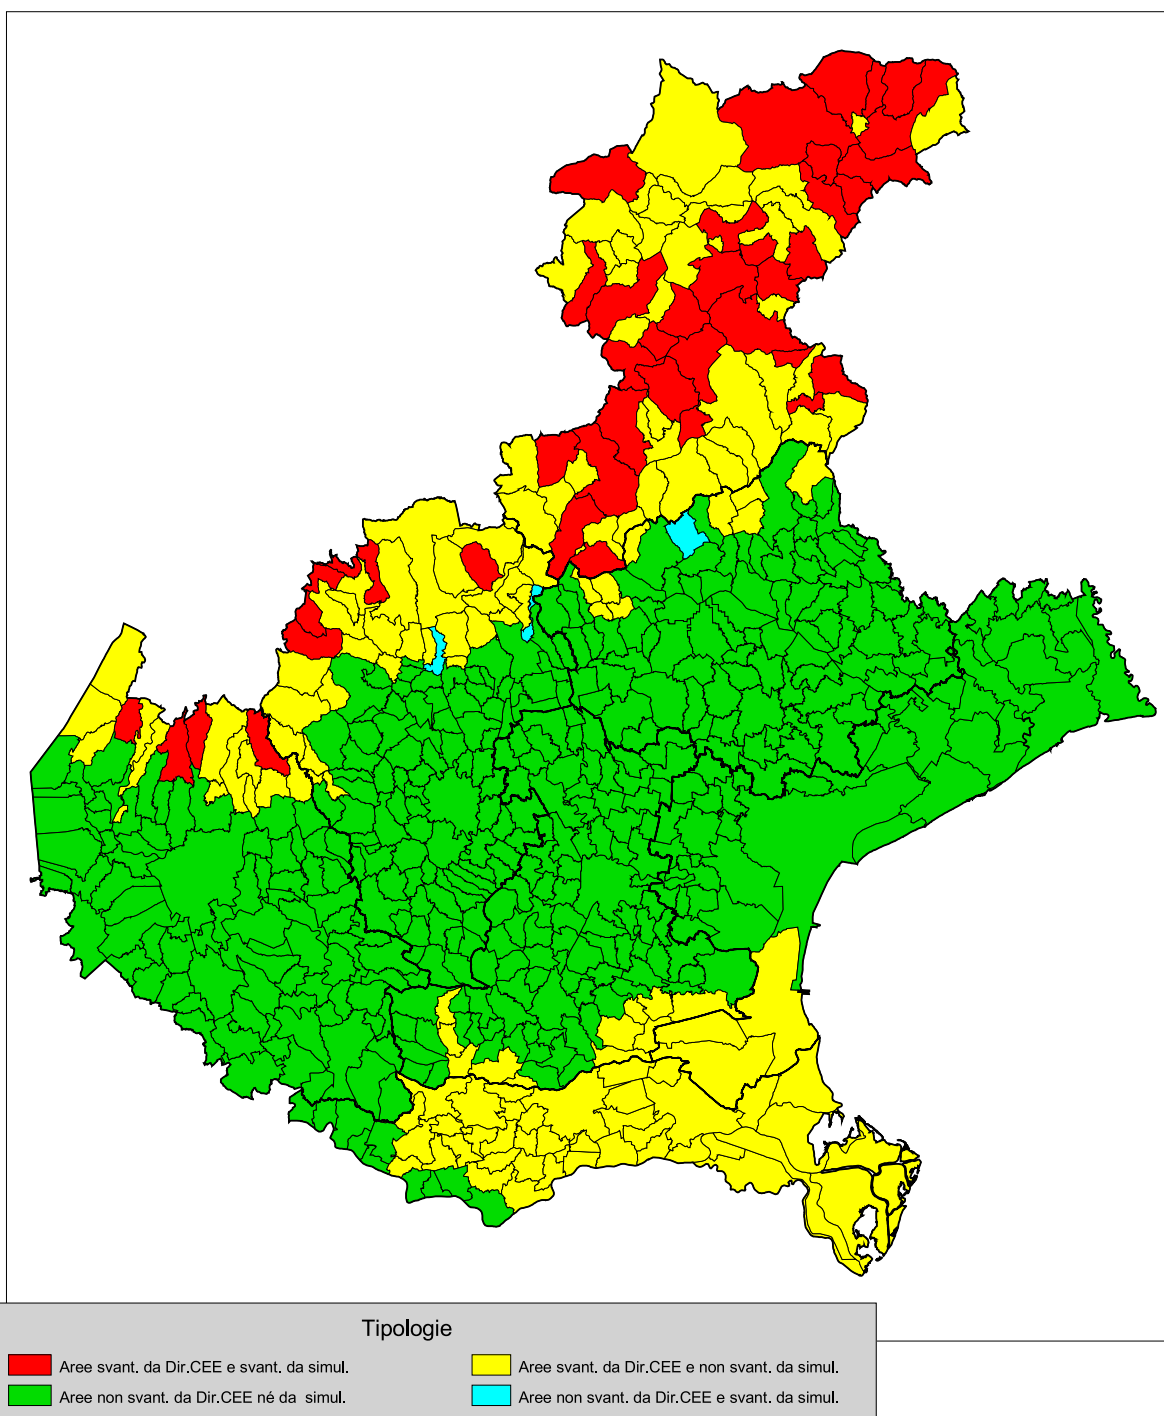 Tipologie
Aree svant. da Dir.CEE e svant. da simul.
Aree svant. da Dir.CEE e non svant. da simul.
Aree non svant. da Dir.CEE né da simul.
Aree non svant. da Dir.CEE e svant. da simul.